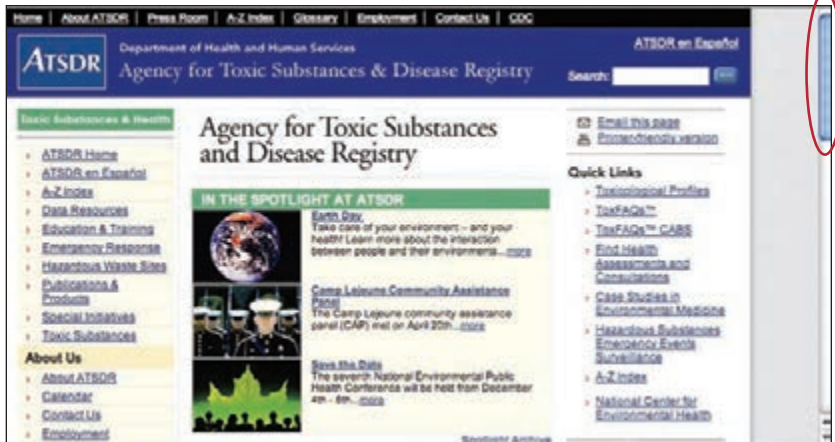 Home | About ATSDR | Press Room | A-Z Index | Glossary | Employment | Contact Us | CDC
ATSDR
Department of Health and Human Services
Agency for Toxic Substances & Disease Registry
ATSDR en Español
Search:
Toxic Substances & Health
ATSDR Home
ATSDR en Español
A-Z Index
Data Resources
Education & Training
Emergency Response
Hazardous Waste Sites
Publications &
Products
Special Initiatives
Toxic Substances
About Us
About ATSDR
Calendar
Contact Us
Employment
Agency for Toxic Substances
and Disease Registry
IN THE SPOTLIGHT AT ATSDR
Earth Day
Take care of your environment – and your
health! Learn more about the interaction
between people and their environments...more
Camp Lejeune Community Assistance
Panel
The Camp Lejeune community assistance
panel (CAP) met on April 20th...more
Save the Date
The seventh National Environmental Public
Health Conference will be held from December
4th - 6th...more
Spotlight Archive
Email this page
Printer-friendly version
Quick Links
Toxicological Profiles
ToxFAQs™
ToxFAQs™ CABS
Find Health
Assessments and
Consultations
Case Studies in
Environmental Medicine
Hazardous Substances
Emergency Events
Surveillance
A-Z Index
National Center for
Environmental Health